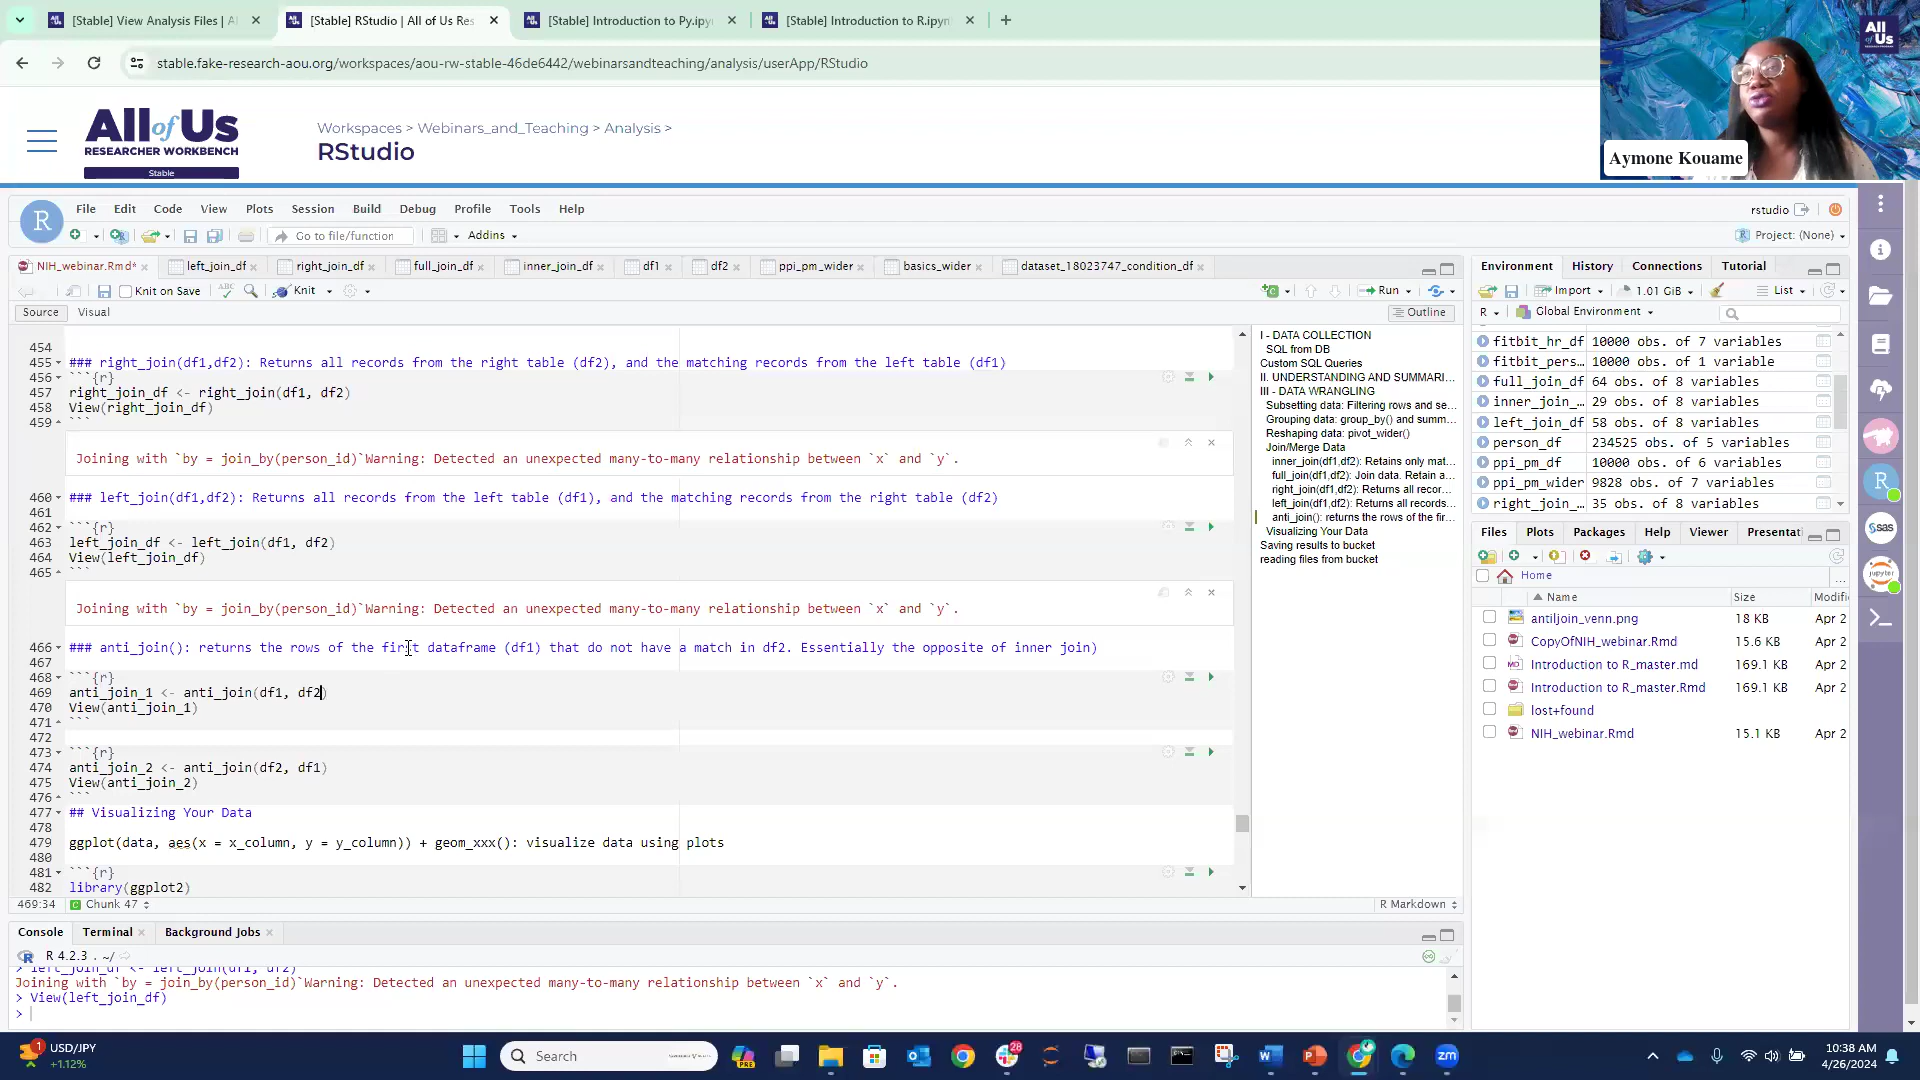 [Stable] View Analysis Files | A
[Stable] RStudio | All of Us Res
[Stable] Introduction to Py.ipy
[Stable] Introduction to R.ipyn
stable.fake-research-aou.org/workspaces/aou-rw-stable-46de6442/webinarsandteaching/analysis/userApp/RStudio
All of Us
RESEARCHER WORKBENCH
Stable
Workspaces > Webinars_and_Teaching > Analysis >
RStudio
All of Us
Aymone Kouame
R
File Edit Code View Plots Session Build Debug Profile Tools Help
rstudio
Go to file/function
Addins
Project: (None)
NIH_webinar.Rmd* left_join_df right_join_df full_join_df inner_join_df df1 df2 ppi_pm_wider basics_wider dataset_18023747_condition_df
Knit on Save ABC Knit Run
Source Visual Outline
454
455 ### right_join(df1,df2): Returns all records from the right table (df2), and the matching records from the left table (df1)
456 ```{r}
457 right_join_df <- right_join(df1, df2)
458 View(right_join_df)
459 ```
Joining with `by = join_by(person_id)`Warning: Detected an unexpected many-to-many relationship between `x` and `y`.
460 ### left_join(df1,df2): Returns all records from the left table (df1), and the matching records from the right table (df2)
461
462 ```{r}
463 left_join_df <- left_join(df1, df2)
464 View(left_join_df)
465 ```
Joining with `by = join_by(person_id)`Warning: Detected an unexpected many-to-many relationship between `x` and `y`.
466 ### anti_join(): returns the rows of the first dataframe (df1) that do not have a match in df2. Essentially the opposite of inner join)
467
468 ```{r}
469 anti_join_1 <- anti_join(df1, df2)
470 View(anti_join_1)
471 ```
472
473 ```{r}
474 anti_join_2 <- anti_join(df2, df1)
475 View(anti_join_2)
476 ```
477 ## Visualizing Your Data
478
479 ggplot(data, aes(x = x_column, y = y_column)) + geom_xxx(): visualize data using plots
480
481 ```{r}
482 library(ggplot2)
469:34 Chunk 47 R Markdown
I - DATA COLLECTION
SQL from DB
Custom SQL Queries
II. UNDERSTANDING AND SUMMARI...
III - DATA WRANGLING
Subsetting data: Filtering rows and se...
Grouping data: group_by() and summ...
Reshaping data: pivot_wider()
Join/Merge Data
inner_join(df1,df2): Retains only mat...
full_join(df1,df2): Join data. Retain a...
right_join(df1,df2): Returns all recor...
left_join(df1,df2): Returns all records...
anti_join(): returns the rows of the fir...
Visualizing Your Data
Saving results to bucket
reading files from bucket
Console Terminal Background Jobs
R 4.2.3 . ~/
> left_join_df <- left_join(df1, df2)
Joining with `by = join_by(person_id)`Warning: Detected an unexpected many-to-many relationship between `x` and `y`.
> View(left_join_df)
>
Environment History Connections Tutorial
Import 1.01 GiB List
R Global Environment
fitbit_hr_df 10000 obs. of 7 variables
fitbit_pers... 10000 obs. of 1 variable
full_join_df 64 obs. of 8 variables
inner_join_... 29 obs. of 8 variables
left_join_df 58 obs. of 8 variables
person_df 234525 obs. of 5 variables
ppi_pm_df 10000 obs. of 6 variables
ppi_pm_wider 9828 obs. of 7 variables
right_join_... 35 obs. of 8 variables
Files Plots Packages Help Viewer Presentati
Home ...
Name Size Modifi
antiljoin_venn.png 18 KB Apr 2
CopyOfNIH_webinar.Rmd 15.6 KB Apr 2
Introduction to R_master.md 169.1 KB Apr 2
Introduction to R_master.Rmd 169.1 KB Apr 2
lost+found
NIH_webinar.Rmd 15.1 KB Apr 2
R
sas
jupyter
1 USD/JPY
+1.12%
Search
PRE
28
zm
10:38 AM
4/26/2024